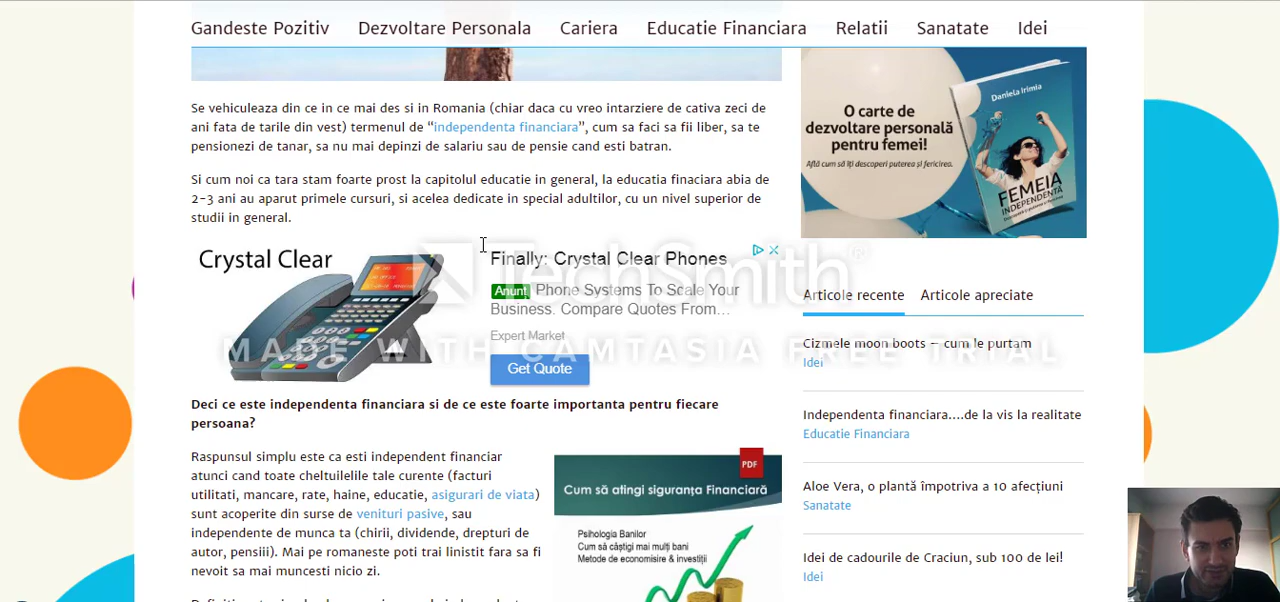 Gandeste Pozitiv Dezvoltare Personala Cariera Educatie Financiara Relatii Sanatate Idei
Se vehiculeaza din ce in ce mai des si in Romania (chiar daca cu vreo intarziere de cativa zeci de
ani fata de tarile din vest) termenul de “independenta financiara”, cum sa faci sa fii liber, sa te
pensionezi de tanar, sa nu mai depinzi de salariu sau de pensie cand esti batran.
Si cum noi ca tara stam foarte prost la capitolul educatie in general, la educatia finaciara abia de
2-3 ani au aparut primele cursuri, si acelea dedicate in special adultilor, cu un nivel superior de
studii in general.
Crystal Clear
Finally: Crystal Clear Phones
Anunț Phone Systems To Scale Your
Business. Compare Quotes From...
Expert Market
Get Quote
TechSmith®
MADE WITH CAMTASIA FREE TRIAL
Deci ce este independenta financiara si de ce este foarte importanta pentru fiecare
persoana?
Raspunsul simplu este ca esti independent financiar
atunci cand toate cheltuilelile tale curente (facturi
utilitati, mancare, rate, haine, educatie, asigurari de viata)
sunt acoperite din surse de venituri pasive, sau
independente de munca ta (chirii, dividende, drepturi de
autor, pensiii). Mai pe romaneste poti trai linistit fara sa fi
nevoit sa mai muncesti nicio zi.
PDF
Cum să atingi siguranța Financiară
Psihologia Banilor
Cum să câștigi mai mulți bani
Metode de economisire & investiții
O carte de
dezvoltare personală
pentru femei!
Află cum să îți descoperi puterea și fericirea.
Daniela Irimia
FEMEIA
INDEPENDENTĂ
Articole recente Articole apreciate
Cizmele moon boots – cum le purtam
Idei
Independenta financiara....de la vis la realitate
Educatie Financiara
Aloe Vera, o plantă împotriva a 10 afecțiuni
Sanatate
Idei de cadourile de Craciun, sub 100 de lei!
Idei